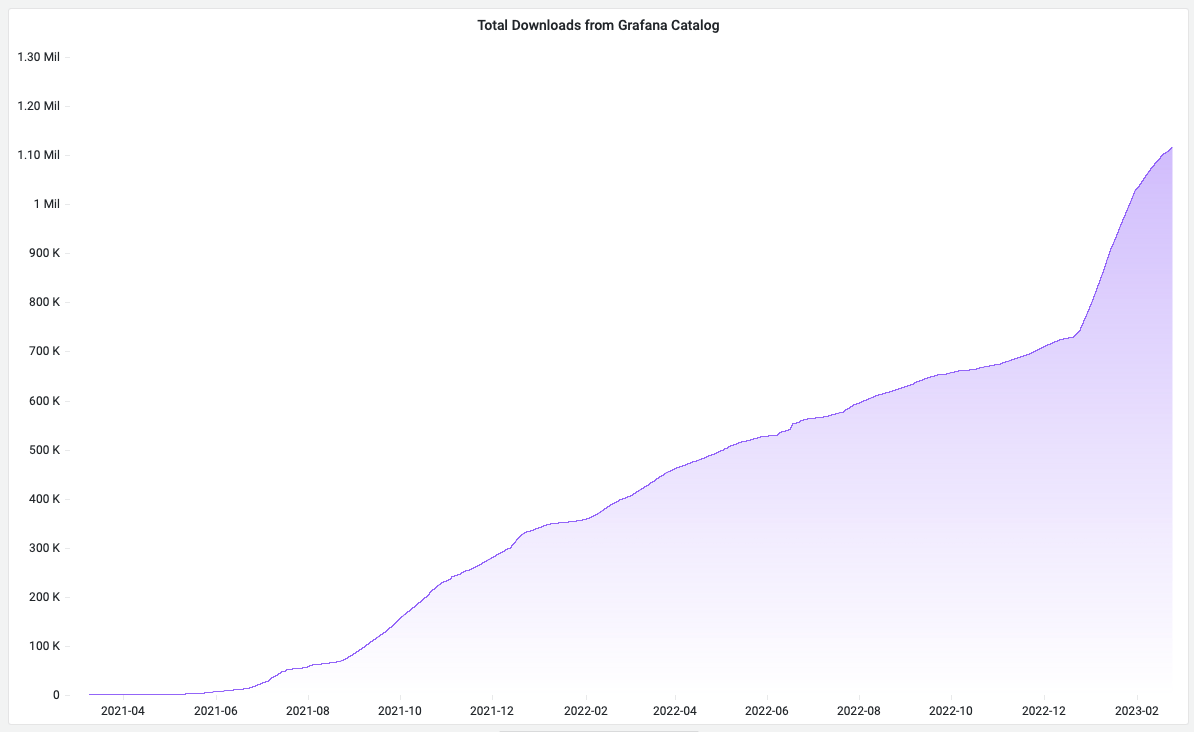 Total Downloads from Grafana Catalog
1.30 Mil
1.20 Mil
1.10 Mil
1 Mil
900 K
800 K
700 K
600 K
500 K
400 K
300 K
200 K
100 K
0
2021-04 2021-06 2021-08 2021-10 2021-12 2022-02 2022-04 2022-06 2022-08 2022-10 2022-12 2023-02